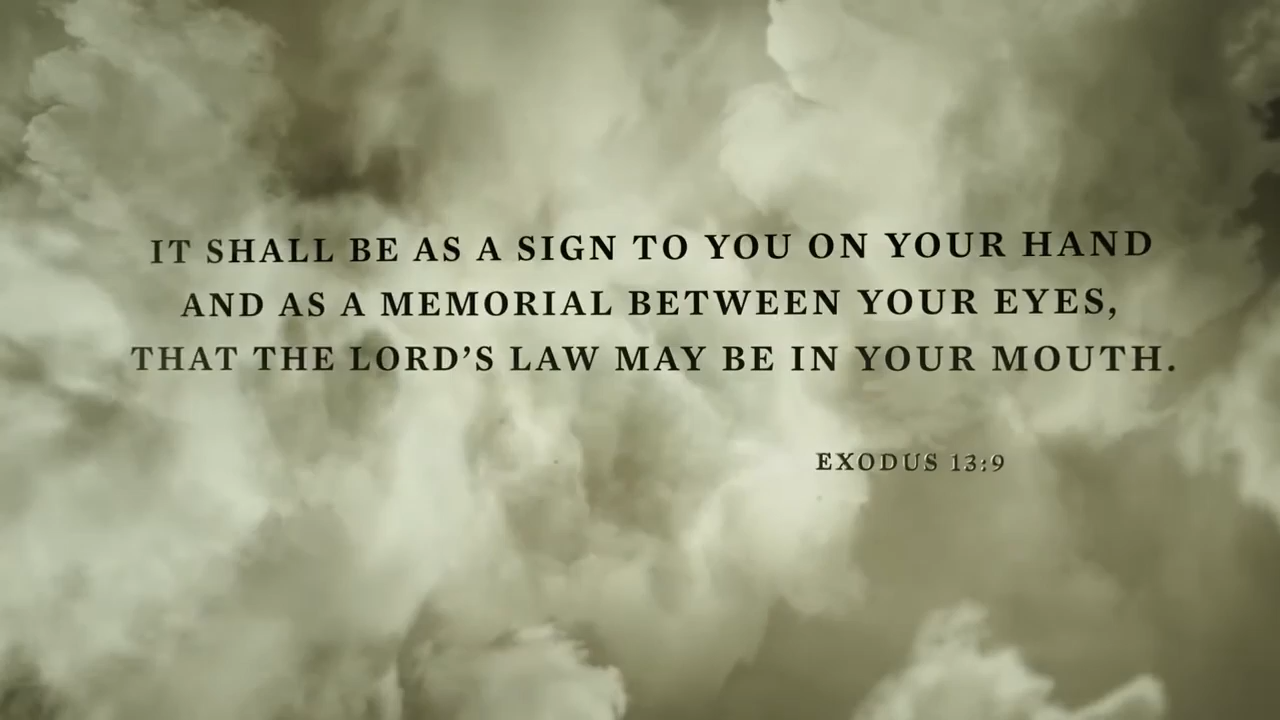 IT SHALL BE AS A SIGN TO YOU ON YOUR HAND
AND AS A MEMORIAL BETWEEN YOUR EYES,
THAT THE LORD’S LAW MAY BE IN YOUR MOUTH.
EXODUS 13:9